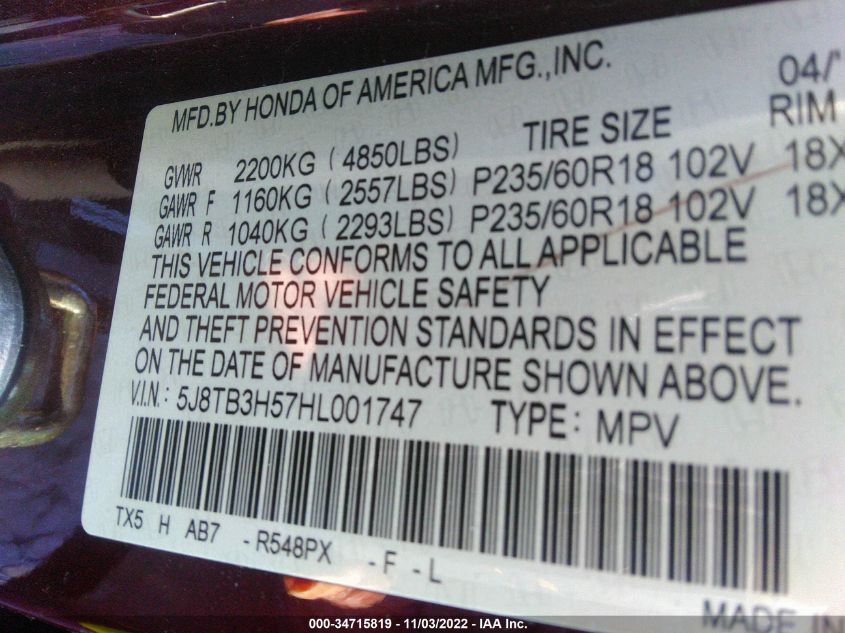 MFD.BY HONDA OF AMERICA MFG.,INC. 04/'
GVWR 2200KG (4850LBS) TIRE SIZE RIM
GAWR F 1160KG (2557LBS) P235/60R18 102V 18X
GAWR R 1040KG (2293LBS) P235/60R18 102V 18X
THIS VEHICLE CONFORMS TO ALL APPLICABLE
FEDERAL MOTOR VEHICLE SAFETY
AND THEFT PREVENTION STANDARDS IN EFFECT
ON THE DATE OF MANUFACTURE SHOWN ABOVE.
V.I.N.: 5J8TB3H57HL001747 TYPE: MPV
TX5 H AB7 -R548PX -F -L
MADE IN
000-34715819 - 11/03/2022 - IAA Inc.